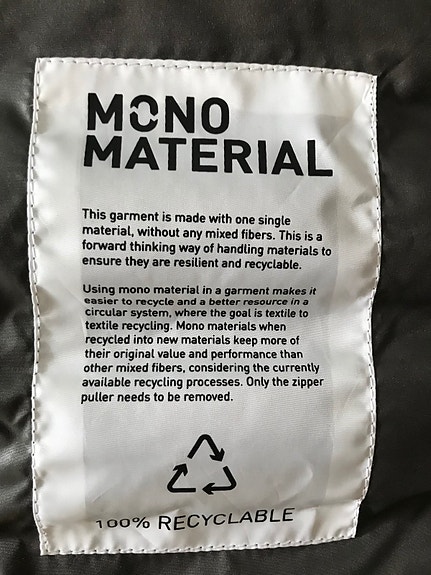 MONO
MATERIAL
This garment is made with one single
material, without any mixed fibers. This is a
forward thinking way of handling materials to
ensure they are resilient and recyclable.
Using mono material in a garment makes it
easier to recycle and a better resource in a
circular system, where the goal is textile to
textile recycling. Mono materials when
recycled into new materials keep more of
their original value and performance than
other mixed fibers, considering the currently
available recycling processes. Only the zipper
puller needs to be removed.
100% RECYCLABLE